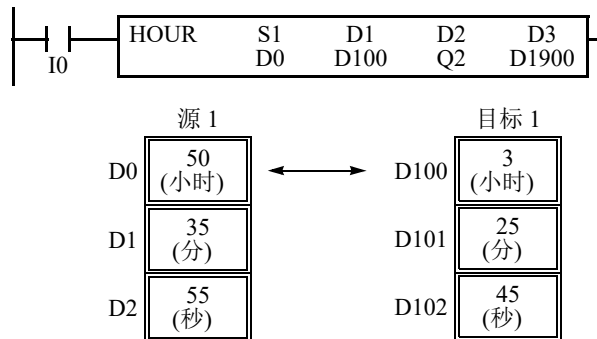 HOUR S1 D1 D2 D3
D0 D100 Q2 D1900
I0
源 1 目标 1
D0 50 (小时) D100 3 (小时)
D1 35 (分) D101 25 (分)
D2 55 (秒) D102 45 (秒)